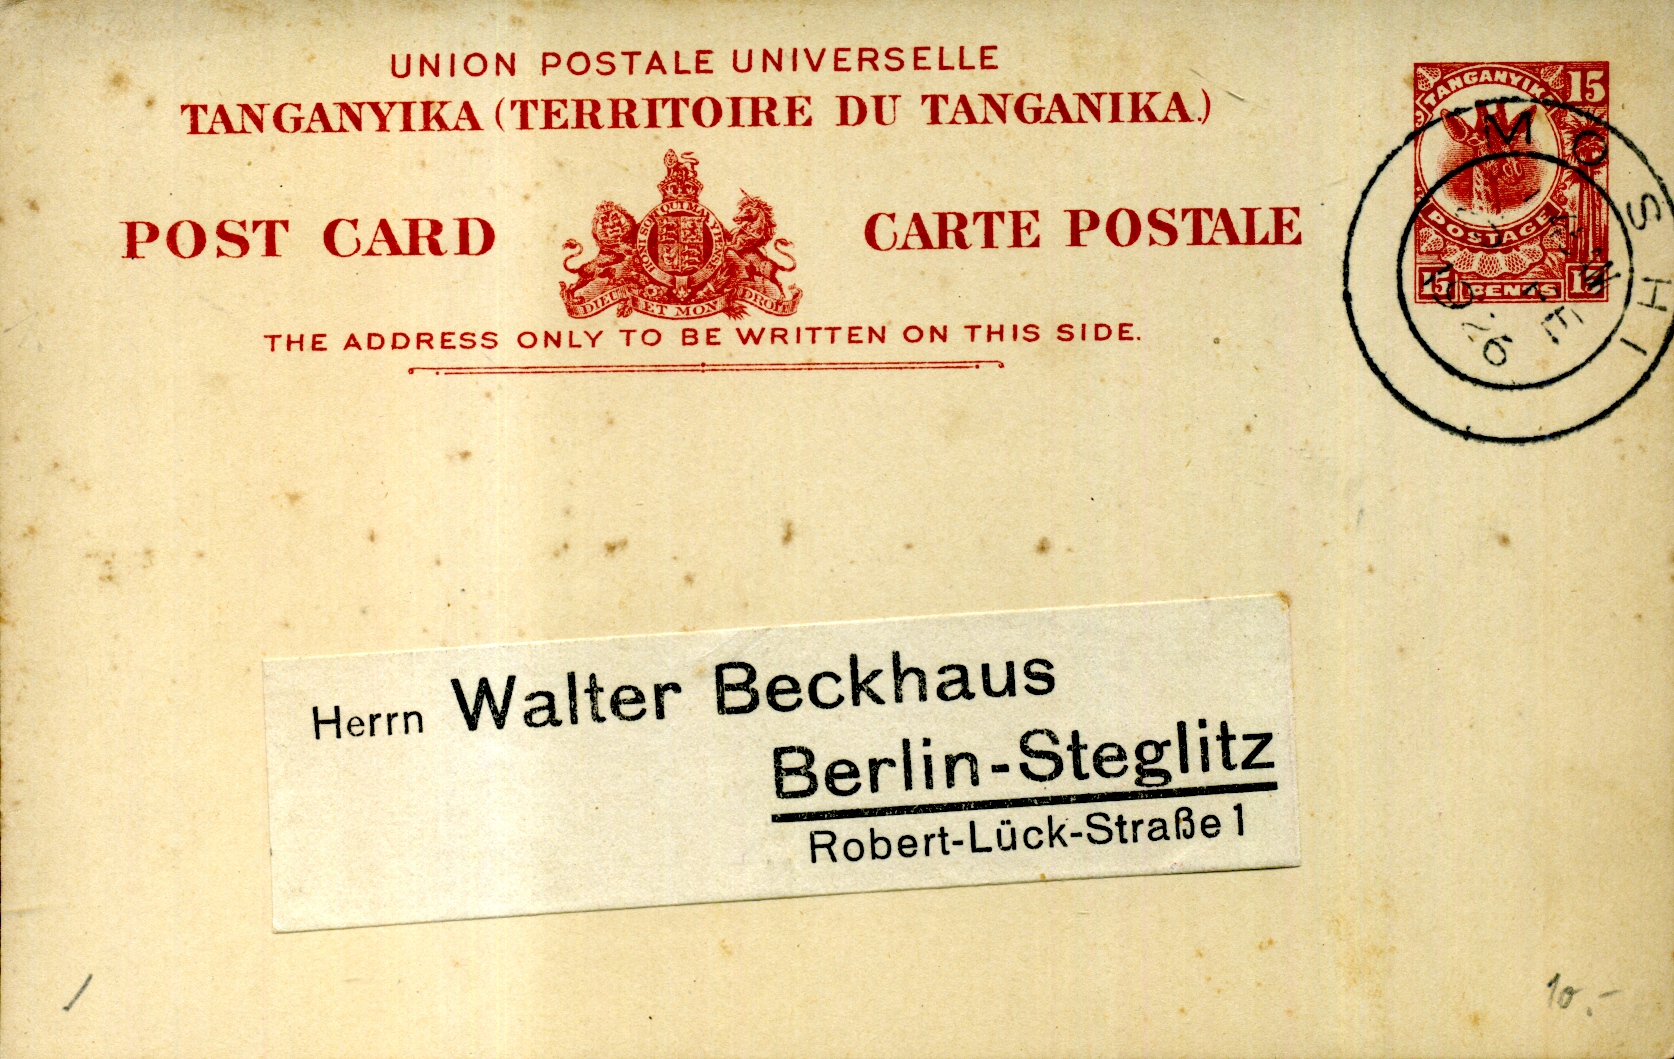 UNION POSTALE UNIVERSELLE
TANGANYIKA (TERRITOIRE DU TANGANIKA.)
POST CARD
CARTE POSTALE
DIEU ET MON DROIT
THE ADDRESS ONLY TO BE WRITTEN ON THIS SIDE.
TANGANYIKA
15
POSTAGE
15 CENTS 15
MOSHI
26
Herrn Walter Beckhaus
Berlin-Steglitz
Robert-Lück-Straße 1
10.-